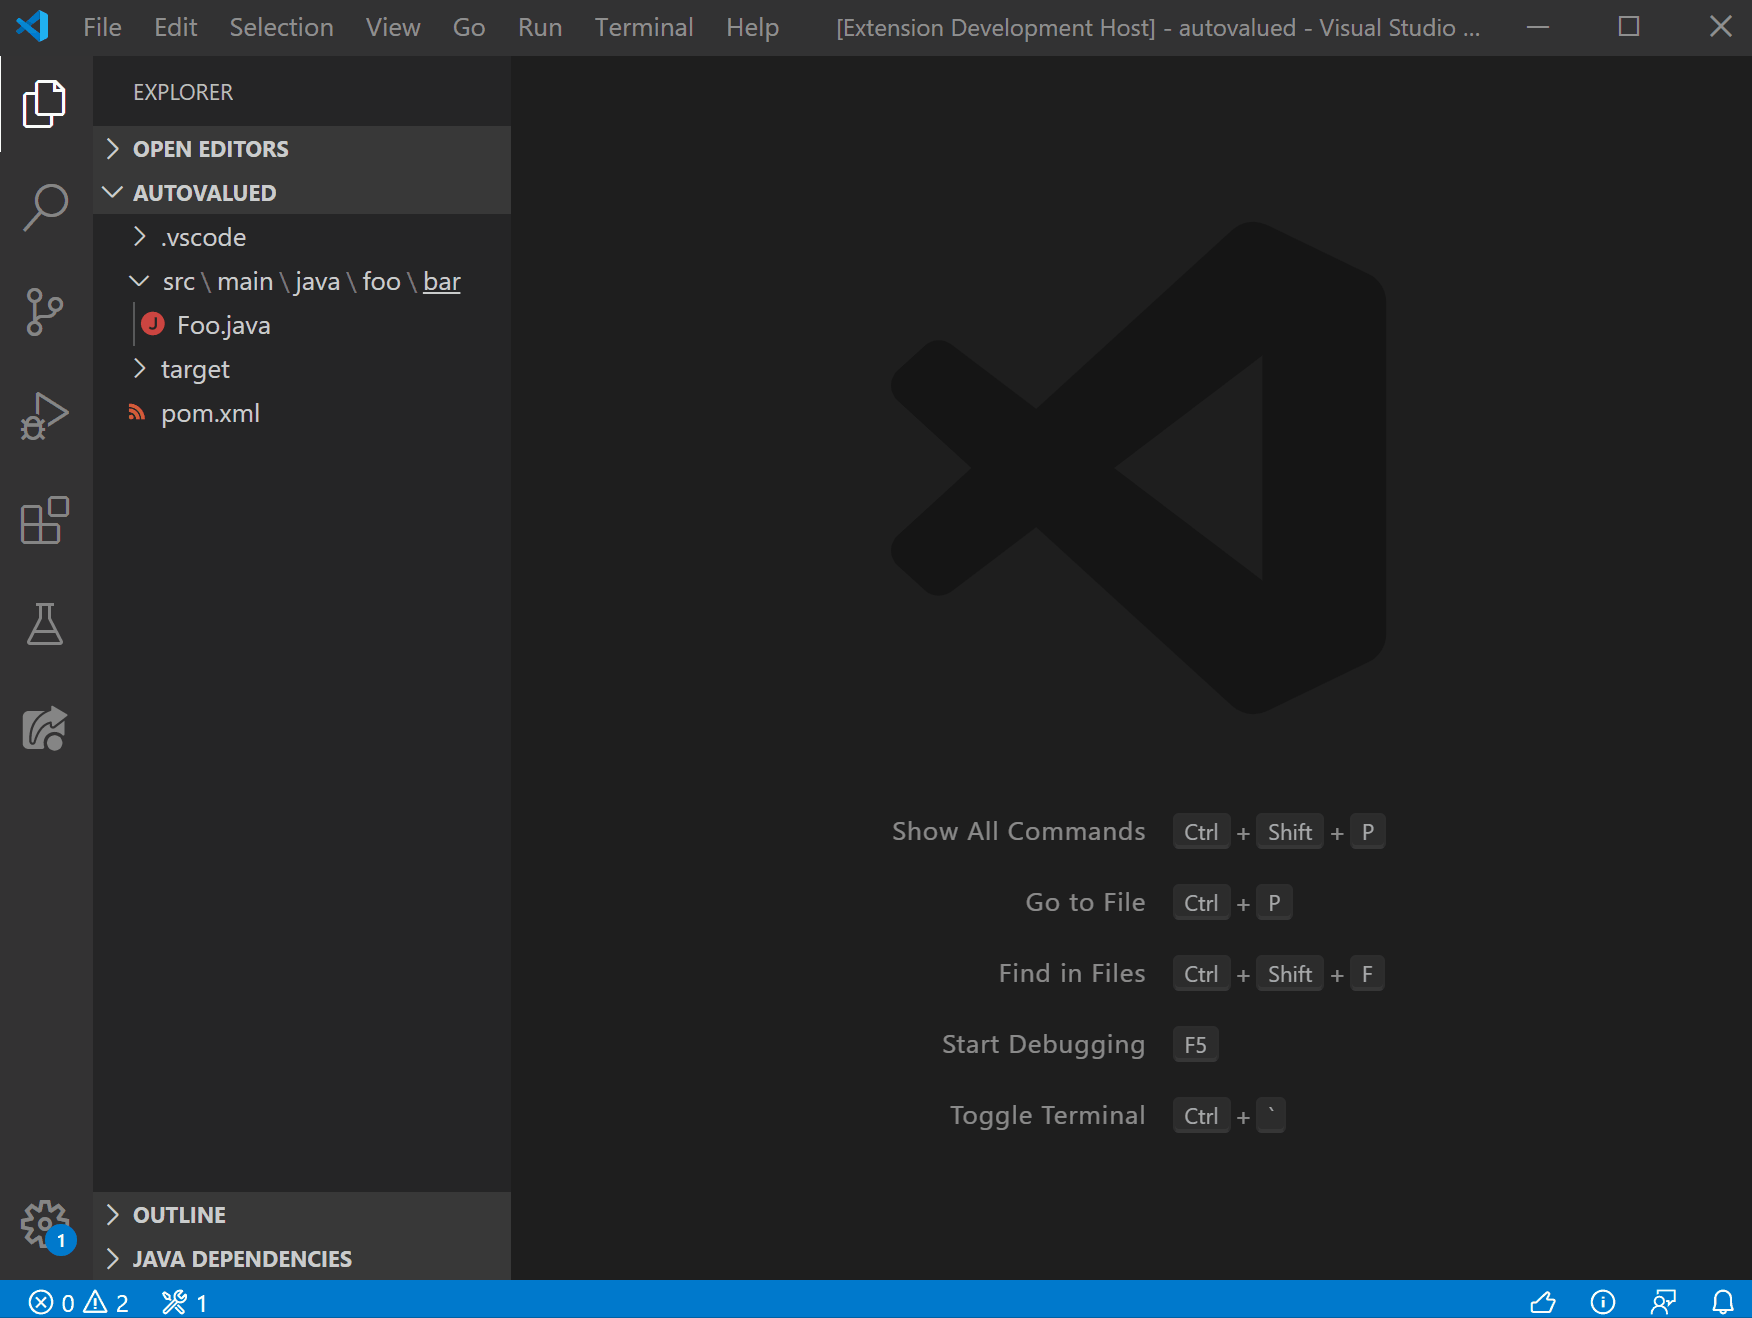 File Edit Selection View Go Run Terminal Help [Extension Development Host] - autovalued - Visual Studio ...
EXPLORER
OPEN EDITORS
AUTOVALUED
.vscode
src \ main \ java \ foo \ bar
J Foo.java
target
pom.xml
Show All Commands Ctrl + Shift + P
Go to File Ctrl + P
Find in Files Ctrl + Shift + F
Start Debugging F5
Toggle Terminal Ctrl + `
OUTLINE
1
JAVA DEPENDENCIES
0 2 1